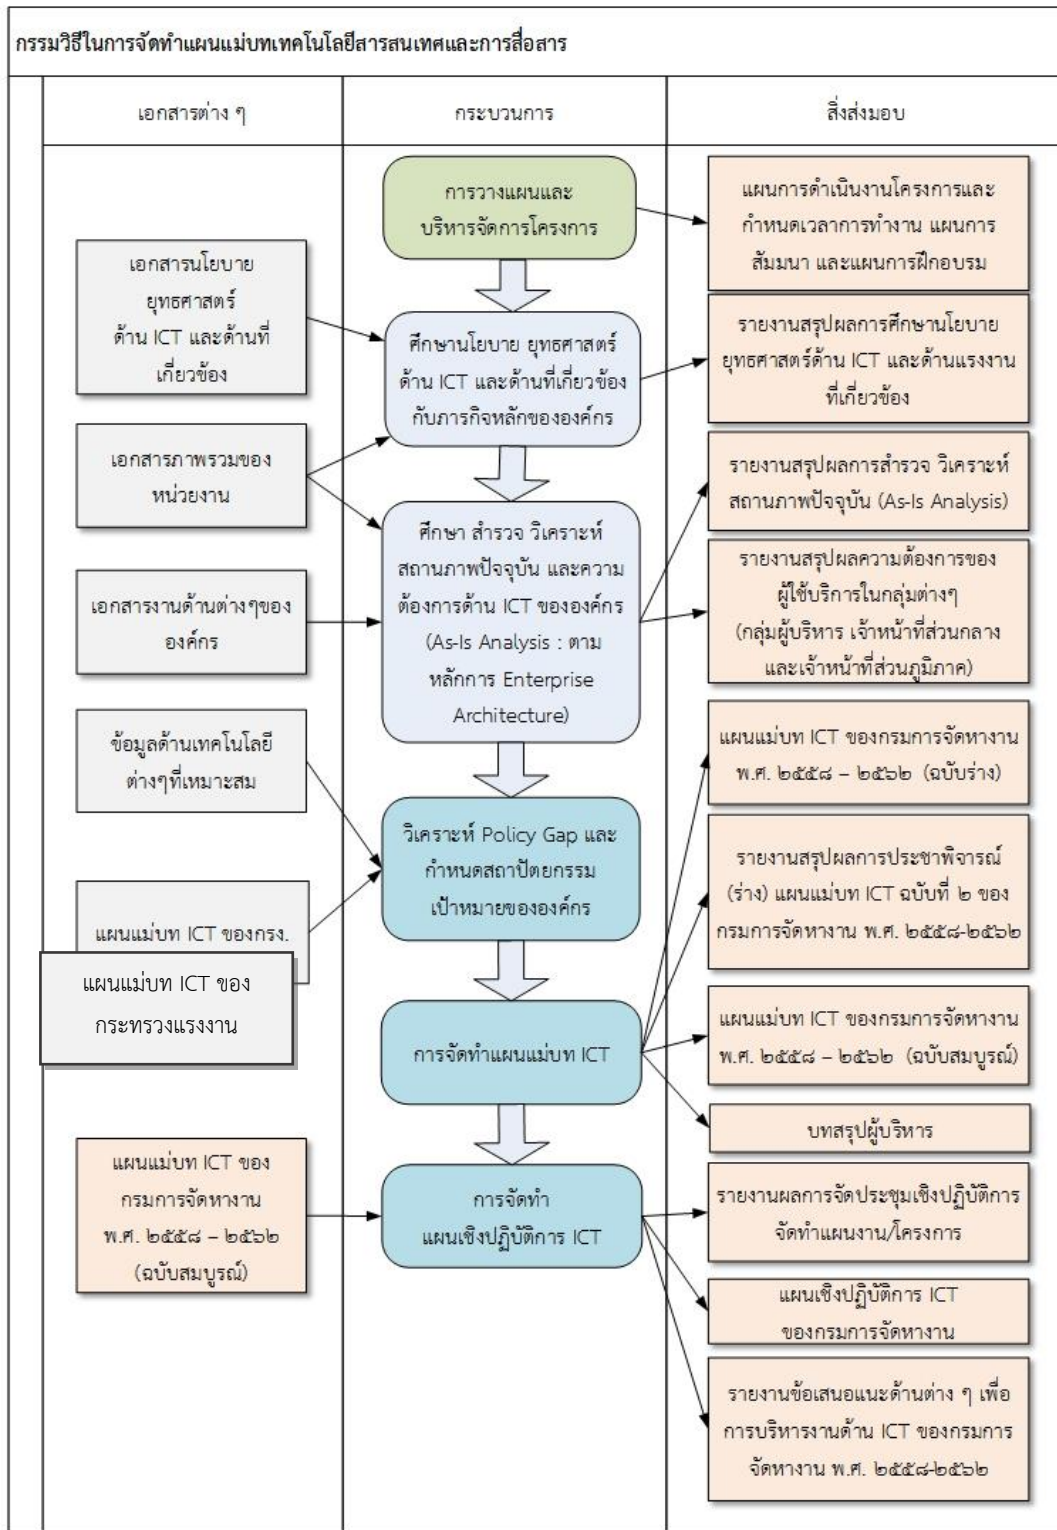 กรรมวิธีในการจัดทำแผนแม่บทเทคโนโลยีสารสนเทศและการสื่อสาร
เอกสารต่าง ๆ
กระบวนการ
สิ่งส่งมอบ
การวางแผนและ
บริหารจัดการโครงการ
แผนการดำเนินงานโครงการและ
กำหนดเวลาการทำงาน แผนการ
สัมมนา และแผนการฝึกอบรม
เอกสารนโยบาย
ยุทธศาสตร์
ด้าน ICT และด้านที่
เกี่ยวข้อง
ศึกษานโยบาย ยุทธศาสตร์
ด้าน ICT และด้านที่เกี่ยวข้อง
กับภารกิจหลักขององค์กร
รายงานสรุปผลการศึกษานโยบาย
ยุทธศาสตร์ด้าน ICT และด้านแรงงาน
ที่เกี่ยวข้อง
เอกสารภาพรวมของ
หน่วยงาน
รายงานสรุปผลการสำรวจ วิเคราะห์
สถานภาพปัจจุบัน (As-Is Analysis)
เอกสารงานด้านต่างๆของ
องค์กร
ศึกษา สำรวจ วิเคราะห์
สถานภาพปัจจุบัน และความ
ต้องการด้าน ICT ขององค์กร
(As-Is Analysis : ตาม
หลักการ Enterprise
Architecture)
รายงานสรุปผลความต้องการของ
ผู้ใช้บริการในกลุ่มต่างๆ
(กลุ่มผู้บริหาร เจ้าหน้าที่ส่วนกลาง
และเจ้าหน้าที่ส่วนภูมิภาค)
ข้อมูลด้านเทคโนโลยี
ต่างๆที่เหมาะสม
แผนแม่บท ICT ของกรมการจัดหางาน
พ.ศ. ๒๕๕๘ – ๒๕๖๒ (ฉบับร่าง)
วิเคราะห์ Policy Gap และ
กำหนดสถาปัตยกรรม
เป้าหมายขององค์กร
รายงานสรุปผลการประชาพิจารณ์
(ร่าง) แผนแม่บท ICT ฉบับที่ ๒ ของ
กรมการจัดหางาน พ.ศ. ๒๕๕๘-๒๕๖๒
แผนแม่บท ICT ของกรง.
แผนแม่บท ICT ของ
กระทรวงแรงงาน
การจัดทำแผนแม่บท ICT
แผนแม่บท ICT ของกรมการจัดหางาน
พ.ศ. ๒๕๕๘ – ๒๕๖๒ (ฉบับสมบูรณ์)
บทสรุปผู้บริหาร
แผนแม่บท ICT ของ
กรมการจัดหางาน
พ.ศ. ๒๕๕๘ – ๒๕๖๒
(ฉบับสมบูรณ์)
การจัดทำ
แผนเชิงปฏิบัติการ ICT
รายงานผลการจัดประชุมเชิงปฏิบัติการ
จัดทำแผนงาน/โครงการ
แผนเชิงปฏิบัติการ ICT
ของกรมการจัดหางาน
รายงานข้อเสนอแนะด้านต่าง ๆ เพื่อ
การบริหารงานด้าน ICT ของกรมการ
จัดหางาน พ.ศ. ๒๕๕๘-๒๕๖๒